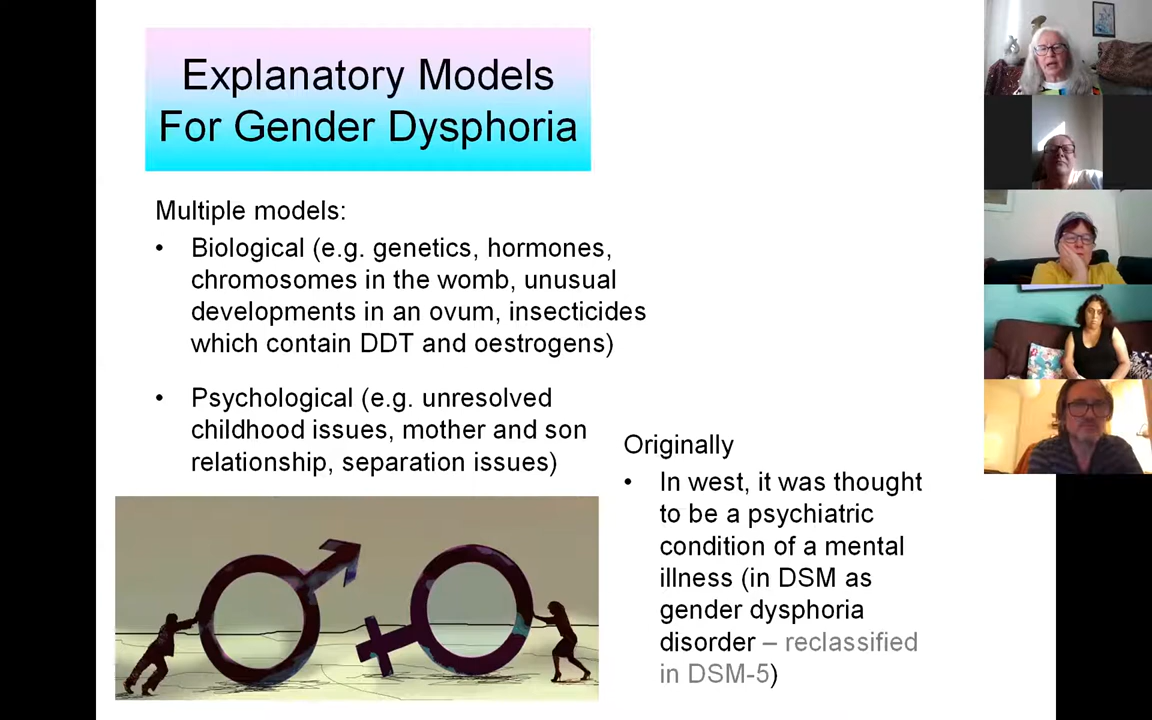 Explanatory Models
For Gender Dysphoria
Multiple models:
• Biological (e.g. genetics, hormones,
chromosomes in the womb, unusual
developments in an ovum, insecticides
which contain DDT and oestrogens)
• Psychological (e.g. unresolved
childhood issues, mother and son
relationship, separation issues)
Originally
• In west, it was thought
to be a psychiatric
condition of a mental
illness (in DSM as
gender dysphoria
disorder – reclassified
in DSM-5)